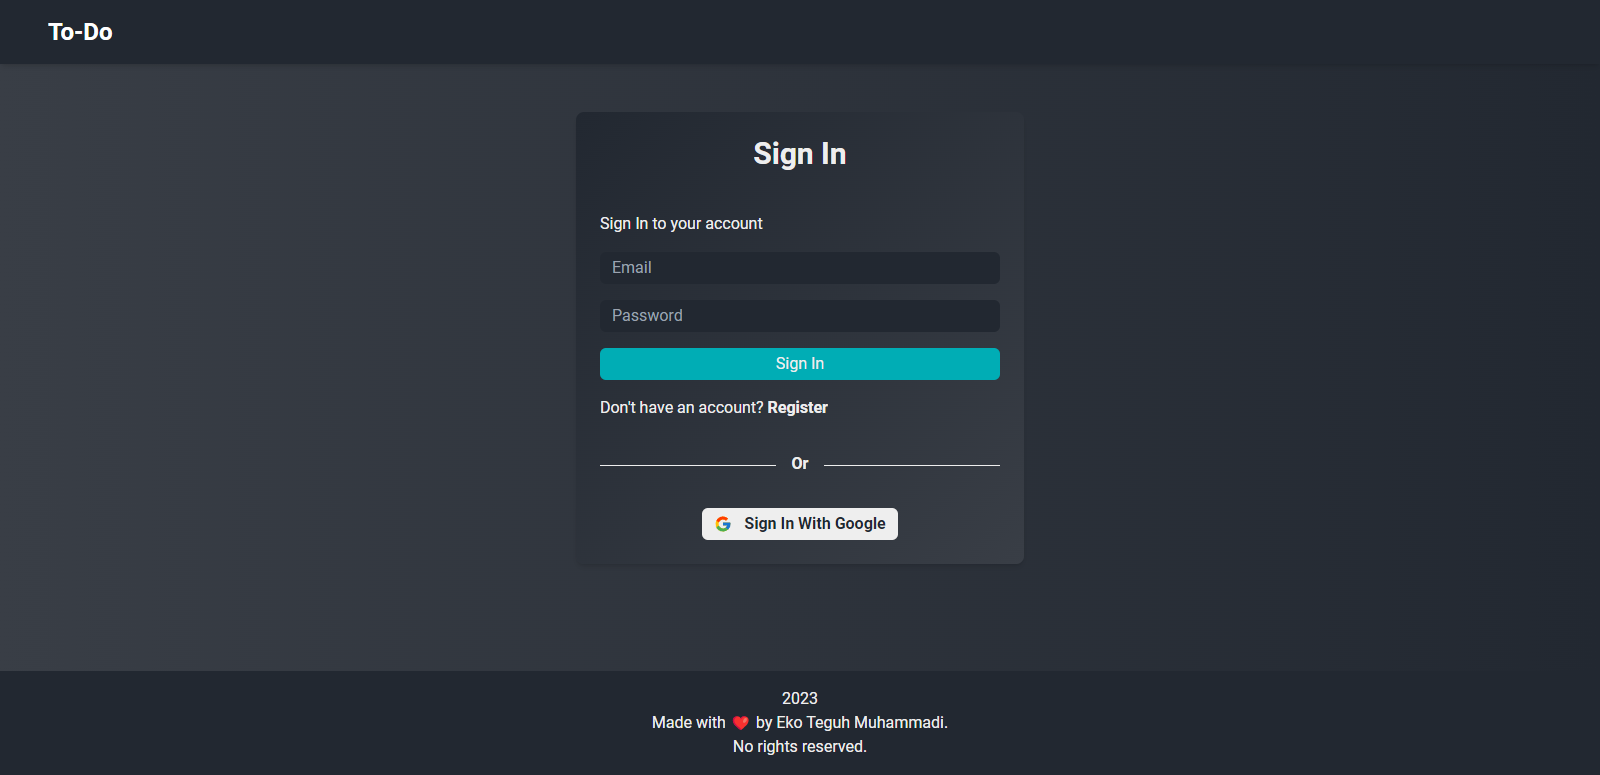 To-Do
Sign In
Sign In to your account
Email
Password
Sign In
Don't have an account? Register
Or
Sign In With Google
2023
Made with ❤️ by Eko Teguh Muhammadi.
No rights reserved.